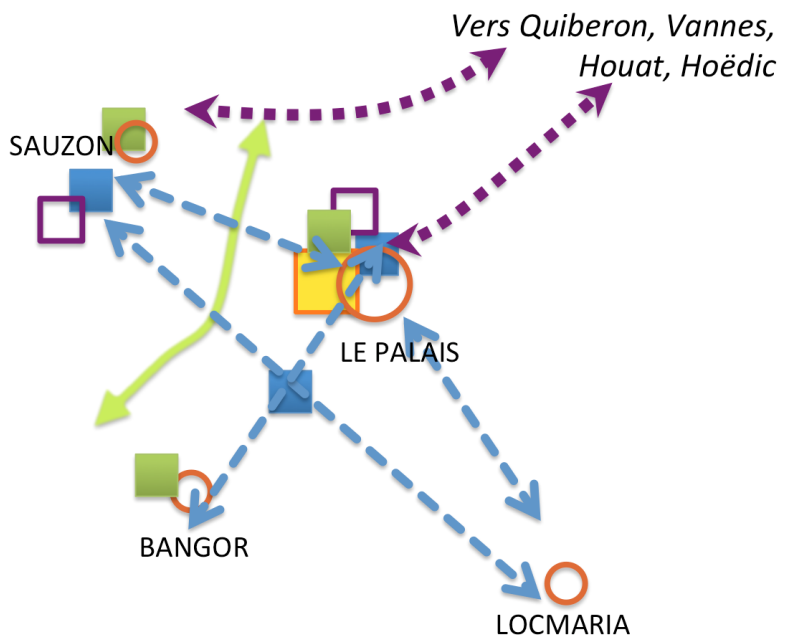 Vers Quiberon, Vannes,
Houat, Hoëdic
SAUZON
LE PALAIS
BANGOR
LOCMARIA